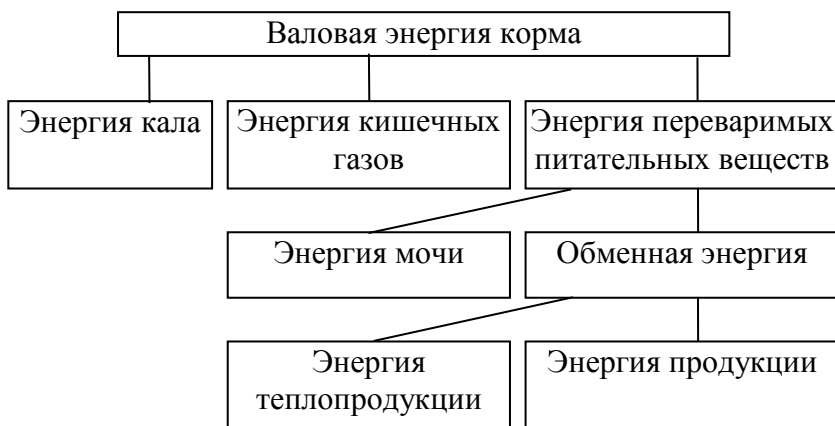 Валовая энергия корма
Энергия кала
Энергия кишечных
газов
Энергия переваримых
питательных веществ
Энергия мочи
Обменная энергия
Энергия
теплопродукции
Энергия продукции